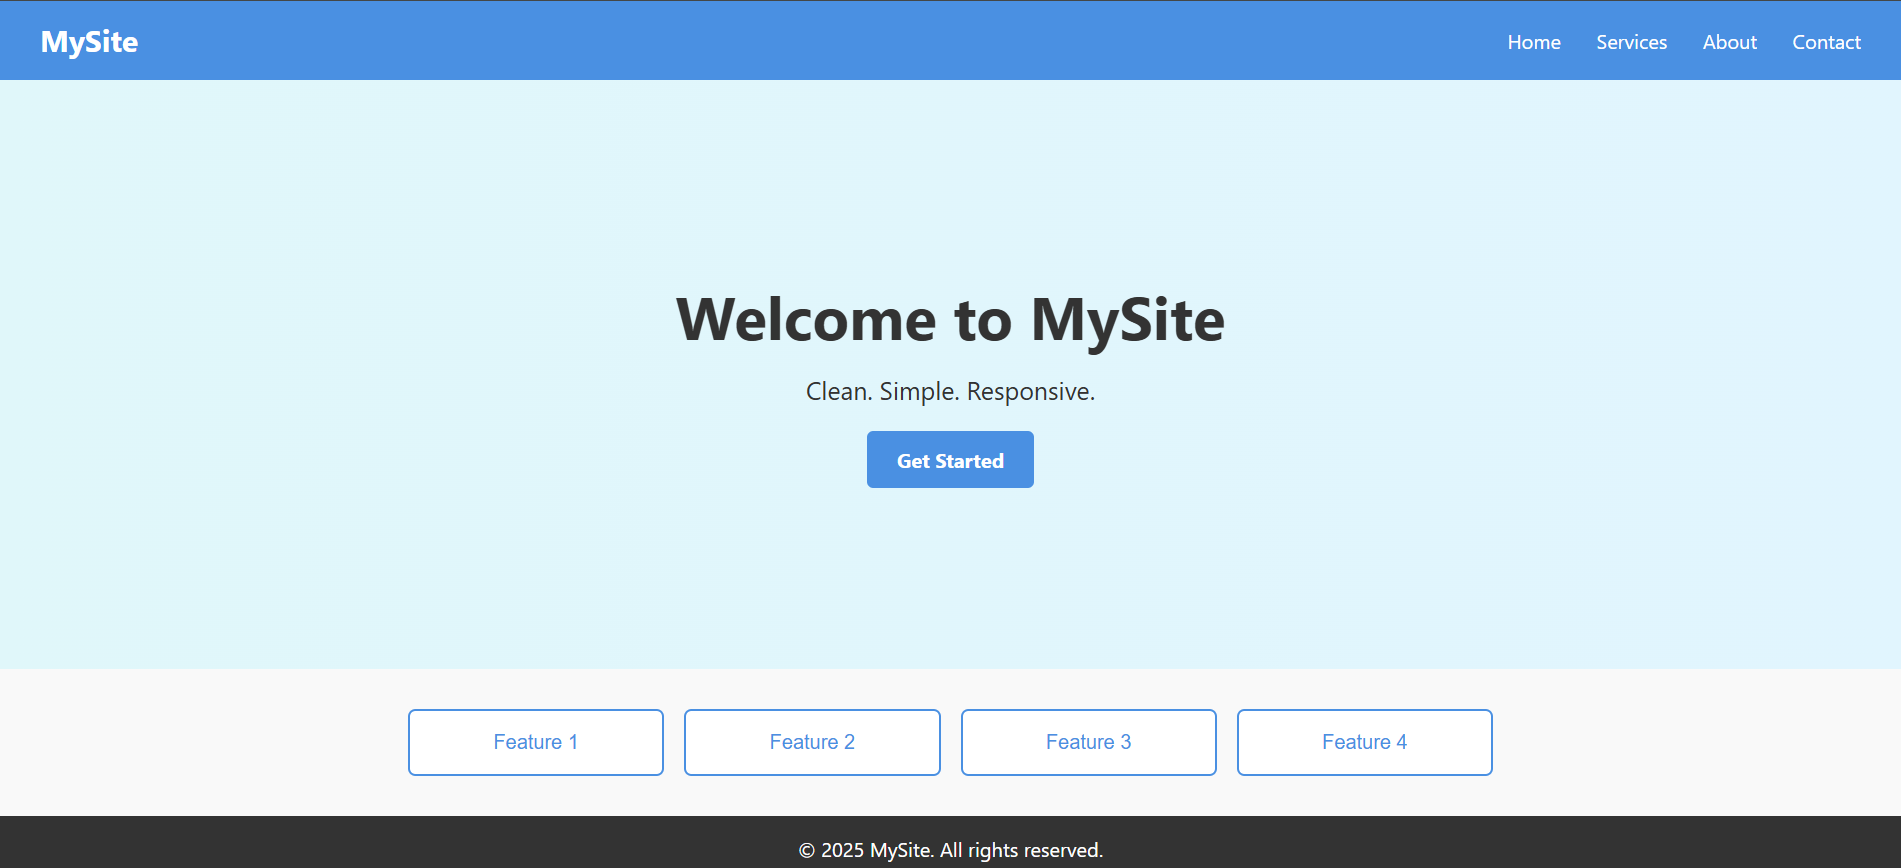 MySite
Home Services About Contact
Welcome to MySite
Clean. Simple. Responsive.
Get Started
Feature 1 Feature 2 Feature 3 Feature 4
© 2025 MySite. All rights reserved.